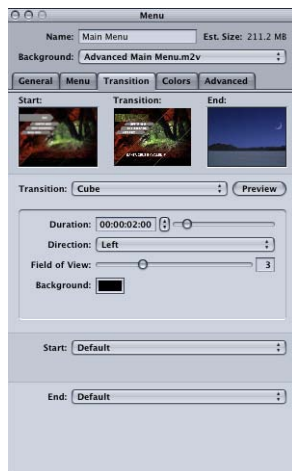 Menu
Name: Main Menu Est. Size: 211.2 MB
Background: Advanced Main Menu.m2v
General Menu Transition Colors Advanced
Start: Transition: End:
Transition: Cube Preview
Duration: 00:00:02:00
Direction: Left
Field of View: 3
Background:
Start: Default
End: Default